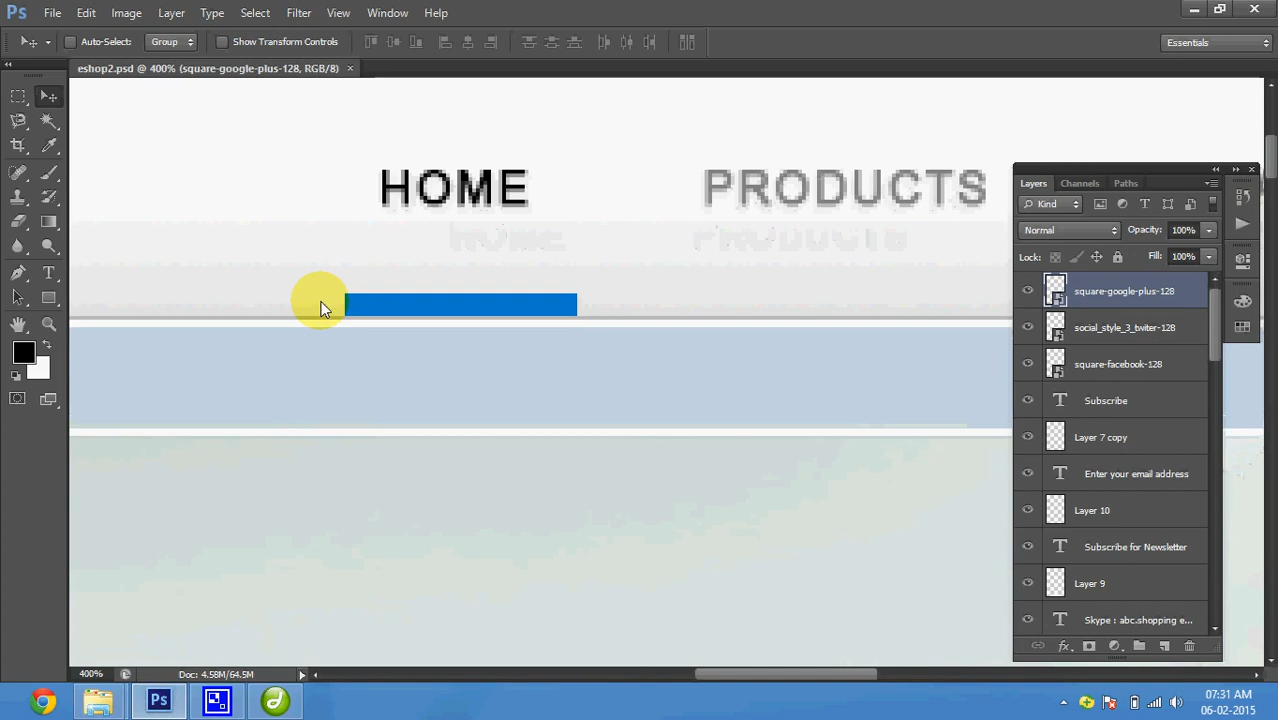 Ps File Edit Image Layer Type Select Filter View Window Help
Auto-Select: Group Show Transform Controls Essentials
eshop2.psd @ 400% (square-google-plus-128, RGB/8) ×
HOME PRODUCTS
HOME PRODUCTS
Layers Channels Paths
Kind
Normal Opacity: 100%
Lock: Fill: 100%
square-google-plus-128
social_style_3_twiter-128
square-facebook-128
Subscribe
Layer 7 copy
Enter your email address
Layer 10
Subscribe for Newsletter
Layer 9
Skype : abc.shopping e...
400% Doc: 4.58M/64.5M
Ps
07:31 AM
06-02-2015